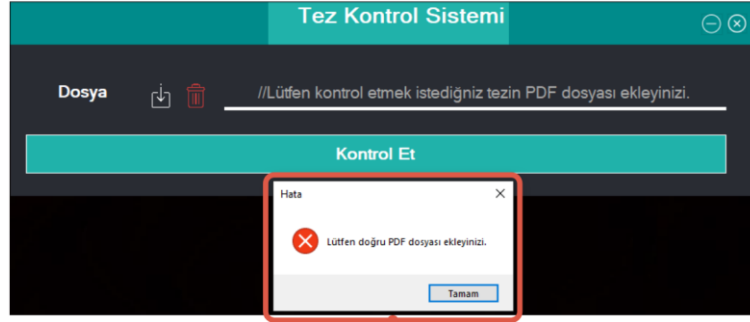 Tez Kontrol Sistemi
Dosya
//Lütfen kontrol etmek istediğniz tezin PDF dosyası ekleyinizi.
Kontrol Et
Hata
Lütfen doğru PDF dosyası ekleyinizi.
Tamam